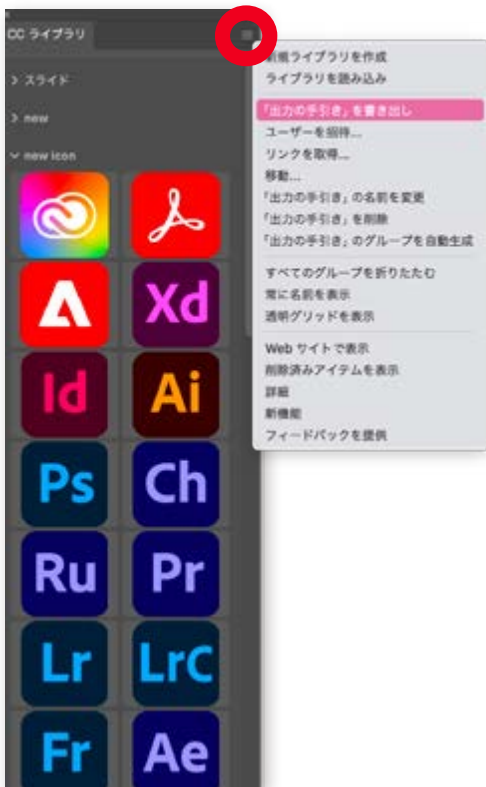 CC ライブラリ
スライド
new
new icon
Xd
Id
Ai
Ps
Ch
Ru
Pr
Lr
LrC
Fr
Ae
新規ライブラリを作成
ライブラリを読み込み
「出力の手引き」を書き出し
ユーザーを招待...
リンクを取得...
移動...
「出力の手引き」の名前を変更
「出力の手引き」を削除
「出力の手引き」のグループを自動生成
すべてのグループを折りたたむ
常に名前を表示
透明グリッドを表示
Web サイトで表示
削除済みアイテムを表示
詳細
新機能
フィードバックを提供